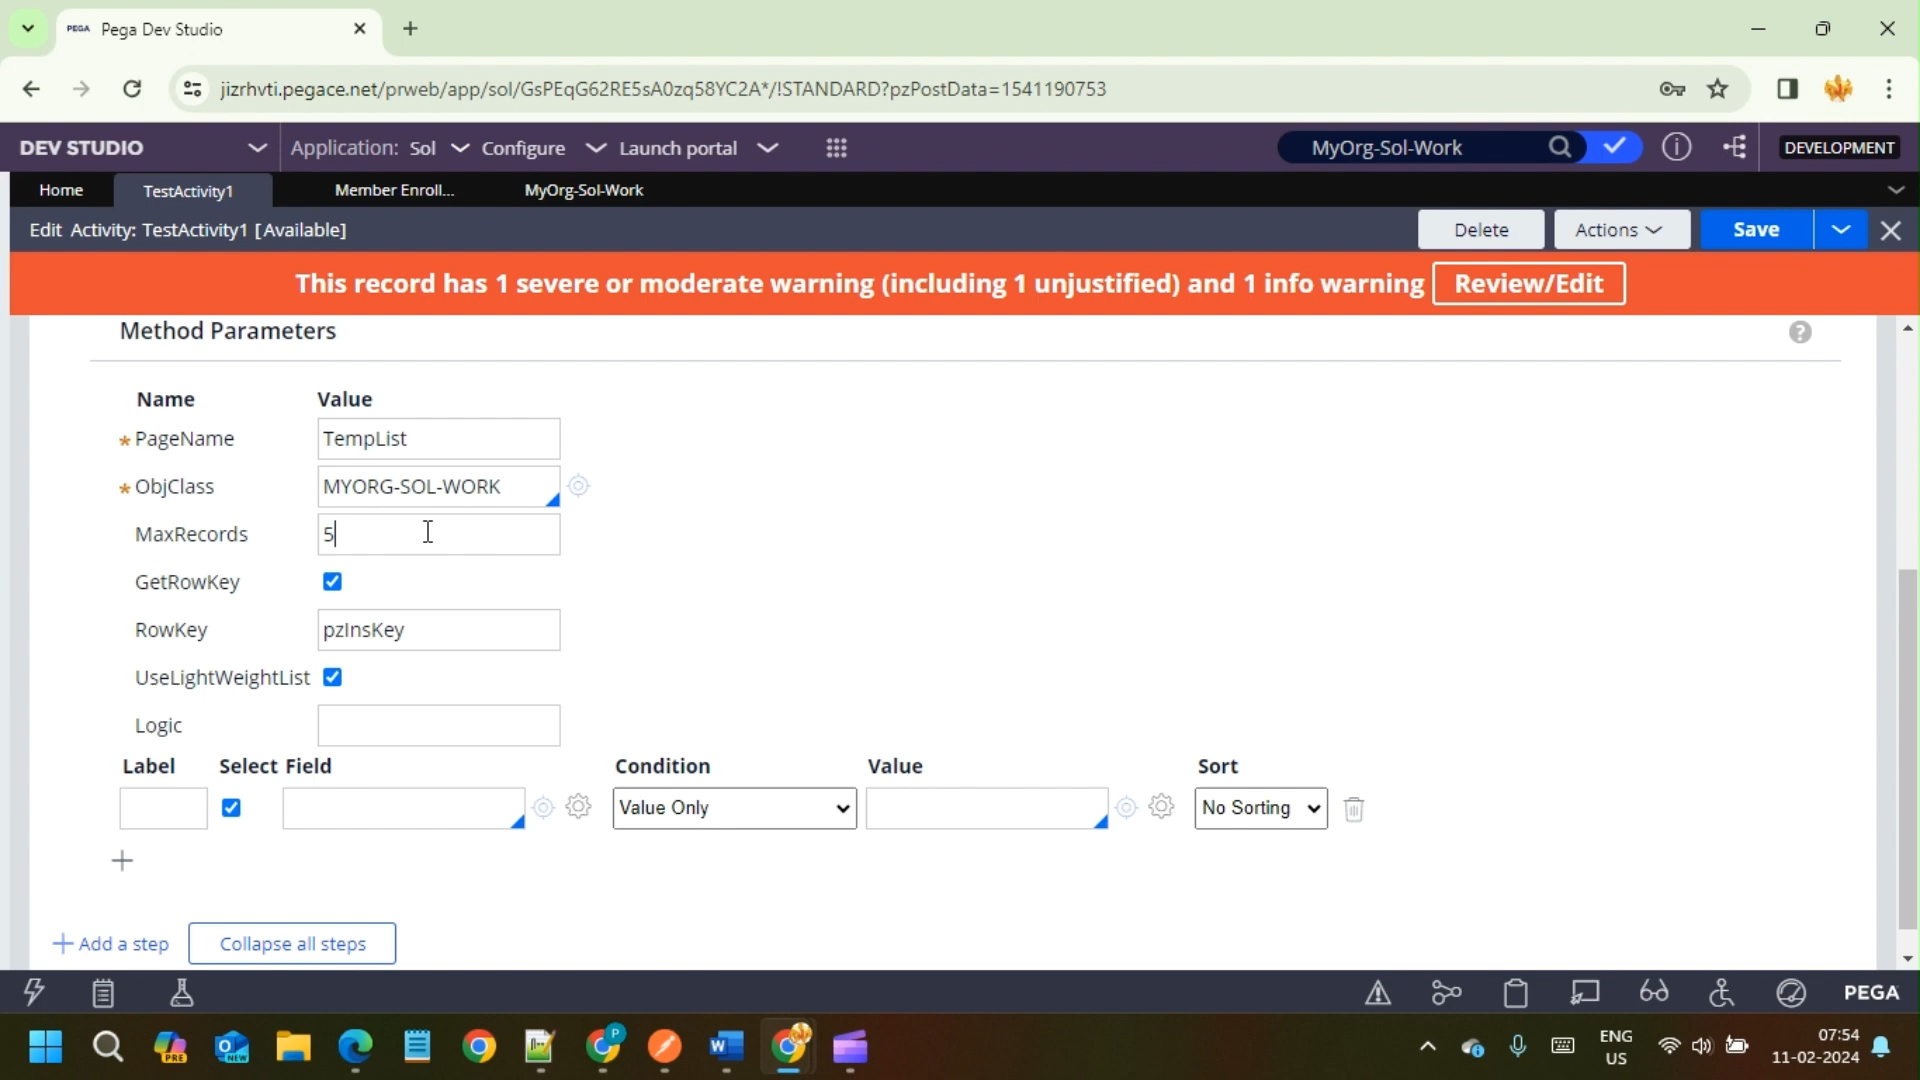 PEGA Pega Dev Studio
jizrhvti.pegace.net/prweb/app/sol/GsPEqG62RE5sA0zq58YC2A*/!STANDARD?pzPostData=1541190753
DEV STUDIO Application: Sol Configure Launch portal MyOrg-Sol-Work DEVELOPMENT
Home TestActivity1 Member Enroll... MyOrg-Sol-Work
Edit Activity: TestActivity1 [Available] Delete Actions Save
This record has 1 severe or moderate warning (including 1 unjustified) and 1 info warning Review/Edit
Method Parameters
Name Value
PageName TempList
ObjClass MYORG-SOL-WORK
MaxRecords 5
GetRowKey
RowKey pzInsKey
UseLightWeightList
Logic
Label Select Field Condition Value Sort
Value Only No Sorting
Add a step Collapse all steps
PEGA
ENG 07:54
US 11-02-2024